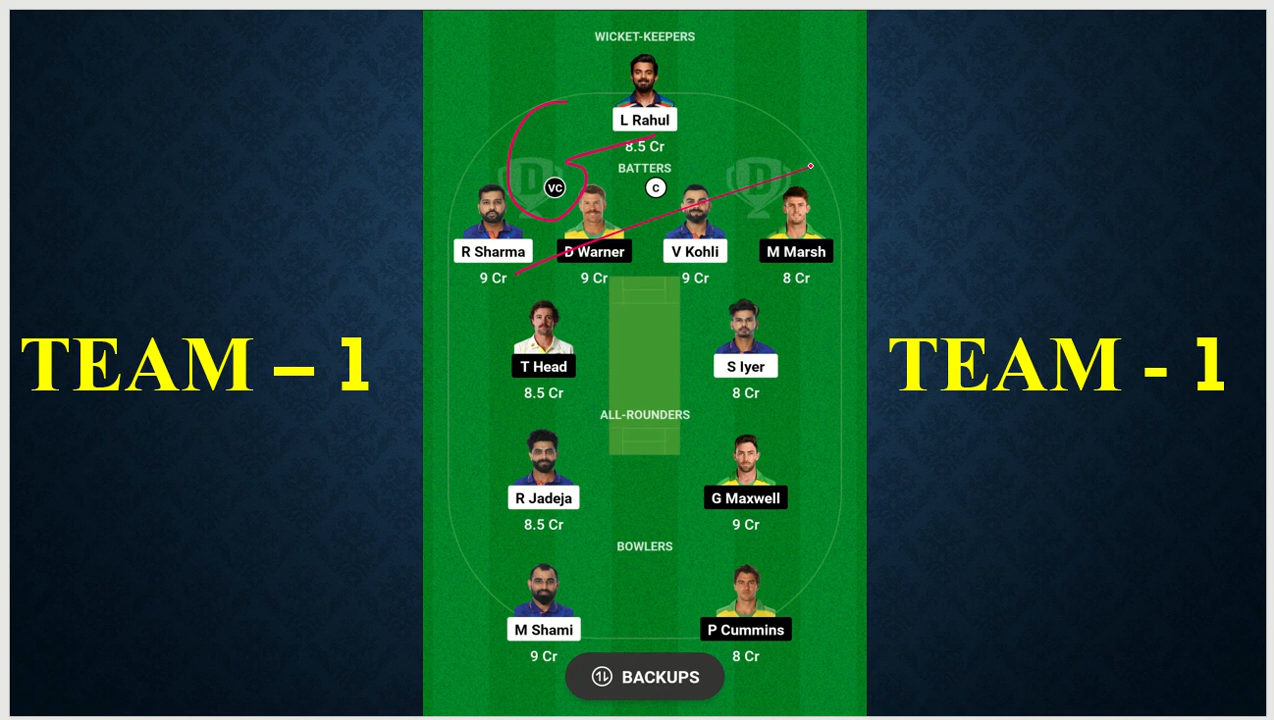 WICKET-KEEPERS
L Rahul
8.5 Cr
BATTERS
VC C
R Sharma D Warner V Kohli M Marsh
9 Cr 9 Cr 9 Cr 8 Cr
TEAM – 1 TEAM - 1
T Head S Iyer
8.5 Cr 8 Cr
ALL-ROUNDERS
R Jadeja G Maxwell
8.5 Cr 9 Cr
BOWLERS
M Shami P Cummins
9 Cr 8 Cr
BACKUPS